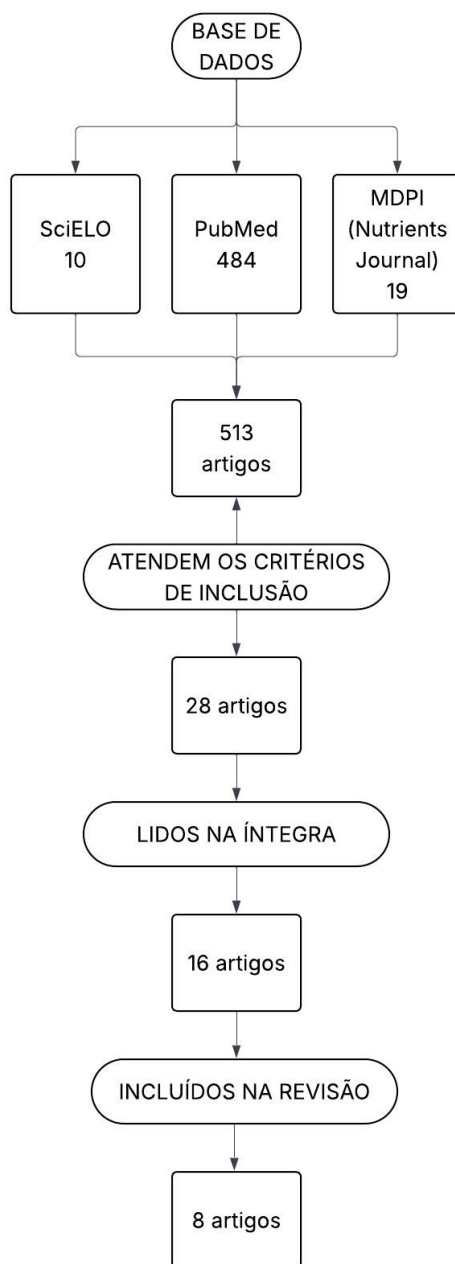 BASE DE
DADOS
SciELO
10
PubMed
484
MDPI
(Nutrients
Journal)
19
513
artigos
ATENDEM OS CRITÉRIOS
DE INCLUSÃO
28 artigos
LIDOS NA ÍNTEGRA
16 artigos
INCLUÍDOS NA REVISÃO
8 artigos